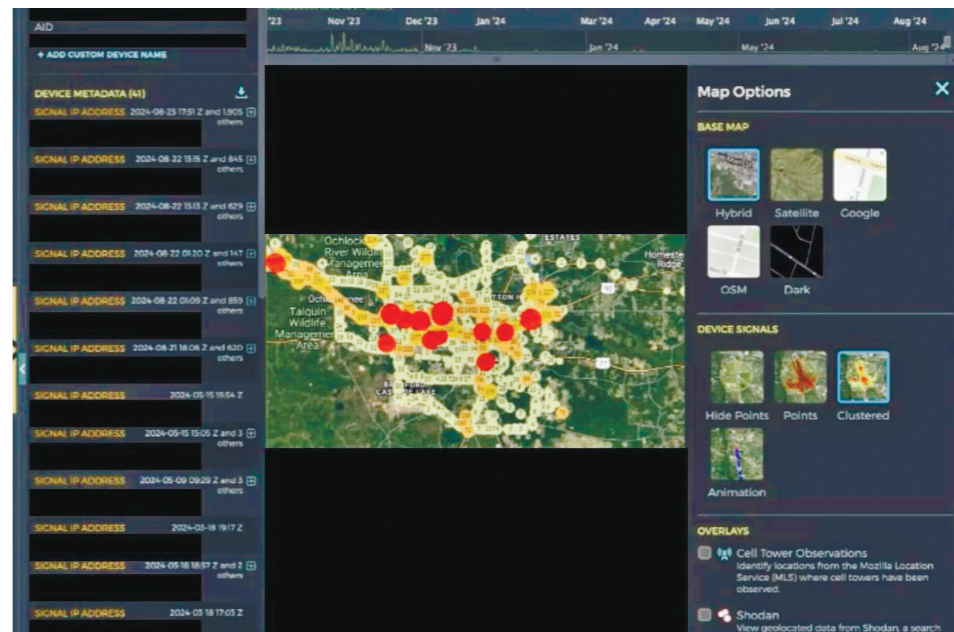 AID
+ ADD CUSTOM DEVICE NAME
DEVICE METADATA (41)
SIGNAL IP ADDRESS 2024-08-25 17:51 Z and 1,905
others
SIGNAL IP ADDRESS 2024-08-22 13:15 Z and 845
others
SIGNAL IP ADDRESS 2024-08-22 13:13 Z and 629
others
SIGNAL IP ADDRESS 2024-08-22 01:20 Z and 147
others
SIGNAL IP ADDRESS 2024-08-22 01:09 Z and 859
others
SIGNAL IP ADDRESS 2024-08-21 18:06 Z and 620
others
SIGNAL IP ADDRESS 2024-05-15 15:54 Z
SIGNAL IP ADDRESS 2024-05-15 15:05 Z and 3
others
SIGNAL IP ADDRESS 2024-05-09 09:29 Z and 3
others
SIGNAL IP ADDRESS 2024-03-18 19:17 Z
SIGNAL IP ADDRESS 2024-03-18 18:57 Z and 2
others
SIGNAL IP ADDRESS 2024-03-18 17:03 Z
'23 Nov '23 Dec '23 Jan '24 Mar '24 Apr '24 May '24 Jun '24 Jul '24 Aug '24
Nov '23 Jan '24 May '24 Aug '24
Ochlock
River Wildlife
Management
Area
Talquin
Wildlife
Management
Area
ESTATES
Homeste
Ridge
Map Options
BASE MAP
Hybrid Satellite Google
OSM Dark
DEVICE SIGNALS
Hide Points Points Clustered
Animation
OVERLAYS
Cell Tower Observations
Identify locations from the Mozilla Location
Service (MLS) where cell towers have been
observed.
Shodan
View geolocated data from Shodan, a search